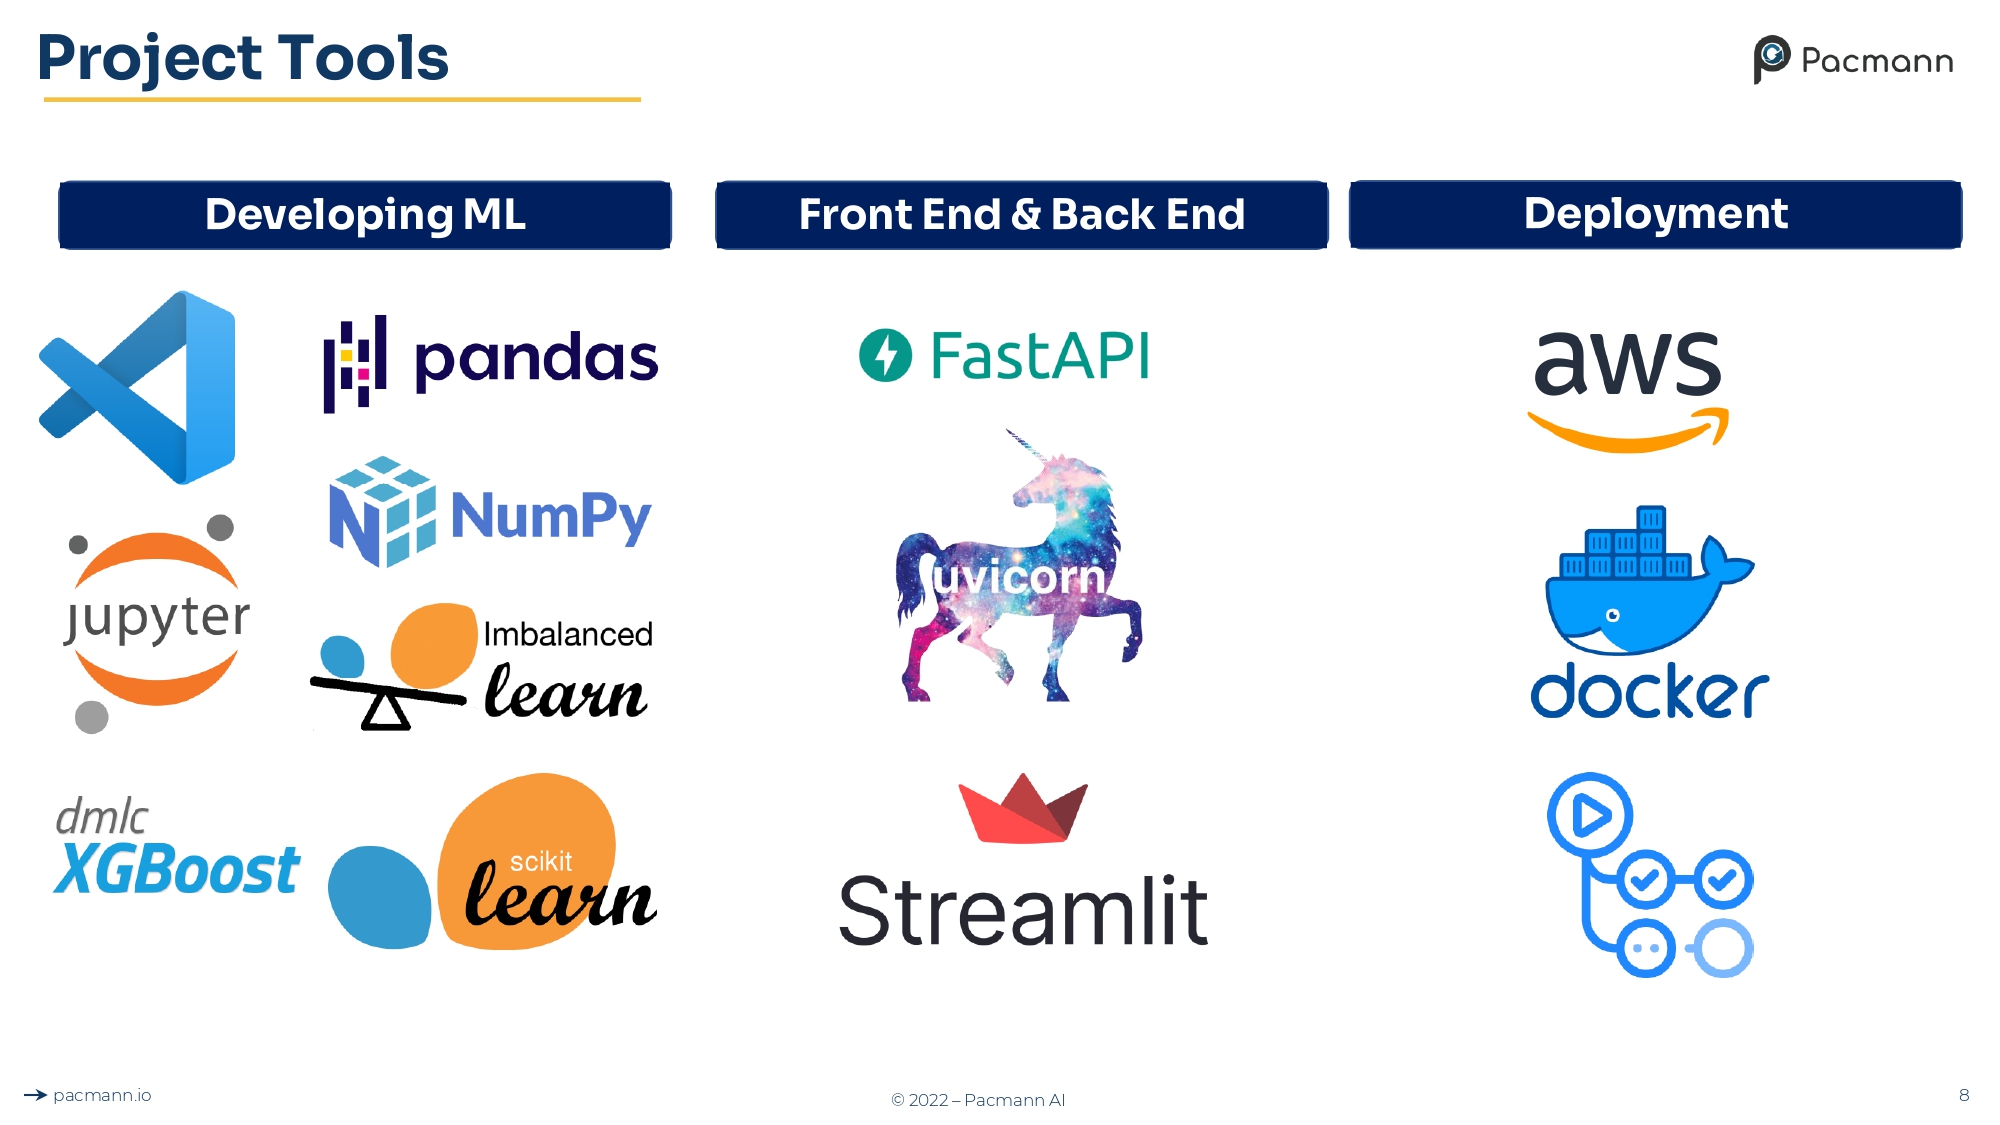 Project Tools
Pacmann
Developing ML
Front End & Back End
Deployment
pandas
NumPy
jupyter
Imbalanced
learn
dmlc
XGBoost
scikit
learn
FastAPI
uvicorn
Streamlit
aws
docker
pacmann.io
© 2022 – Pacmann AI
8